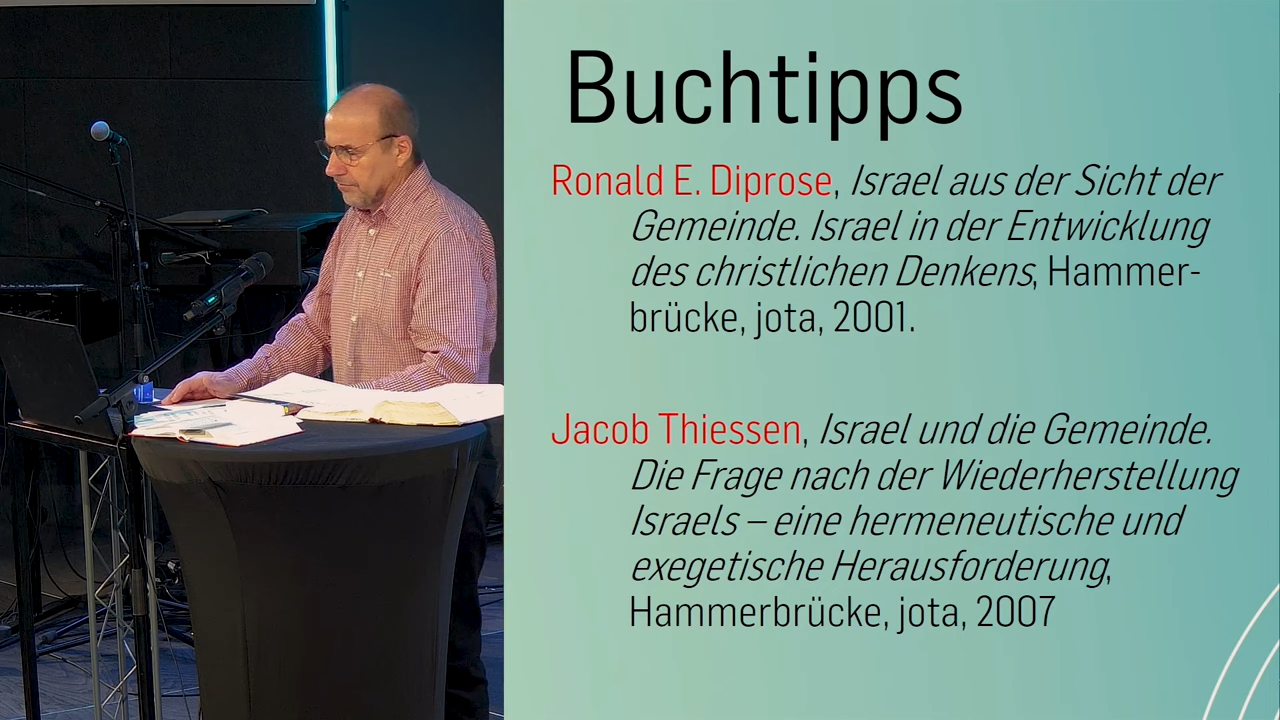 Buchtipps
Ronald E. Diprose, Israel aus der Sicht der
Gemeinde. Israel in der Entwicklung
des christlichen Denkens, Hammer-
brücke, jota, 2001.
Jacob Thiessen, Israel und die Gemeinde.
Die Frage nach der Wiederherstellung
Israels – eine hermeneutische und
exegetische Herausforderung,
Hammerbrücke, jota, 2007